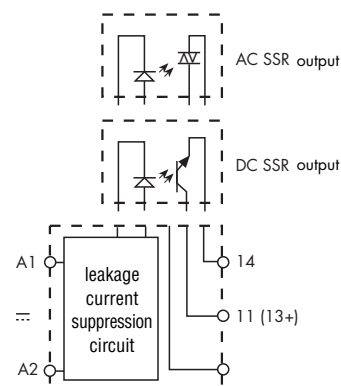 AC SSR output
DC SSR output
A1
14
leakage
current
suppression
circuit
11 (13+)
A2